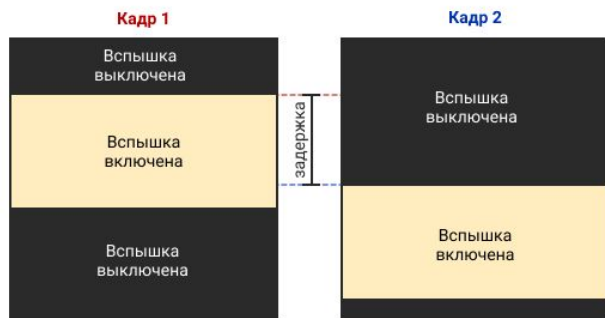 Кадр 1
Вспышка
выключена
Вспышка
включена
Вспышка
выключена
задержка
Кадр 2
Вспышка
выключена
Вспышка
включена